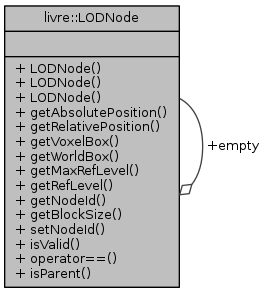 livre::LODNode
+ LODNode()
+ LODNode()
+ LODNode()
+ getAbsolutePosition()
+ getRelativePosition()
+ getVoxelBox()
+ getWorldBox()
+ getMaxRefLevel()
+ getRefLevel()
+ getNodeId()
+ getBlockSize()
+ setNodeId()
+ isValid()
+ operator==()
+ isParent()
+empty